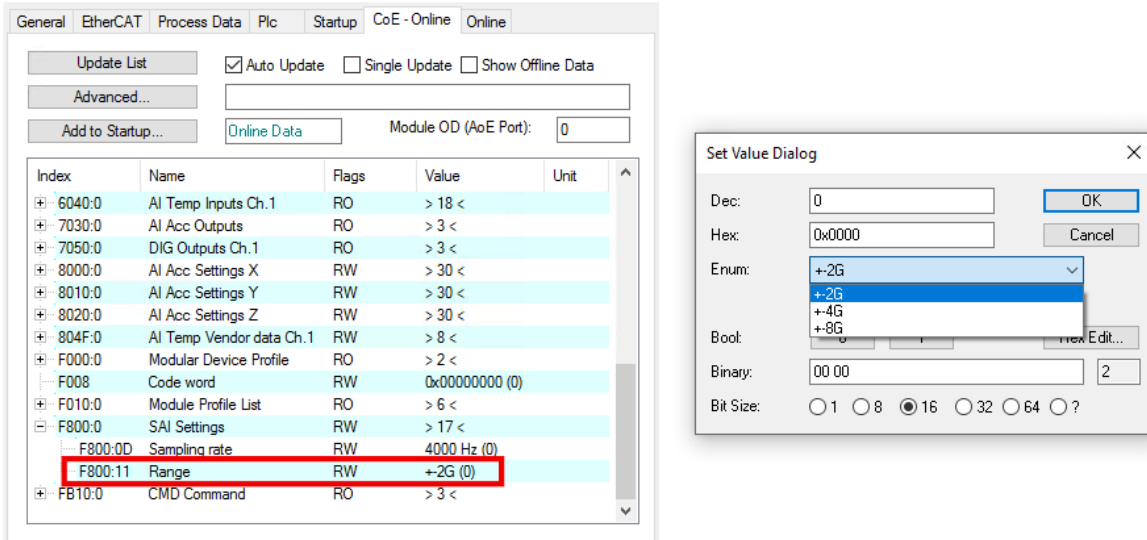 General EtherCAT Process Data Plc Startup CoE - Online Online
Update List Auto Update Single Update Show Offline Data
Advanced...
Add to Startup... Online Data Module OD (AoE Port): 0
Index Name Flags Value Unit
6040:0 AI Temp Inputs Ch.1 RO > 18 <
7030:0 AI Acc Outputs RO > 3 <
7050:0 DIG Outputs Ch.1 RO > 3 <
8000:0 AI Acc Settings X RW > 30 <
8010:0 AI Acc Settings Y RW > 30 <
8020:0 AI Acc Settings Z RW > 30 <
804F:0 AI Temp Vendor data Ch.1 RW > 8 <
F000:0 Modular Device Profile RO > 2 <
F008 Code word RW 0x00000000 (0)
F010:0 Module Profile List RO > 6 <
F800:0 SAI Settings RW > 17 <
F800:0D Sampling rate RW 4000 Hz (0)
F800:11 Range RW +-2G (0)
FB10:0 CMD Command RO > 3 <
Set Value Dialog
Dec: 0 OK
Hex: 0x0000 Cancel
Enum: +-2G
+-2G
+-4G
+-8G
Bool: Hex Edit...
Binary: 00 00 2
Bit Size: 1 8 16 32 64 ?